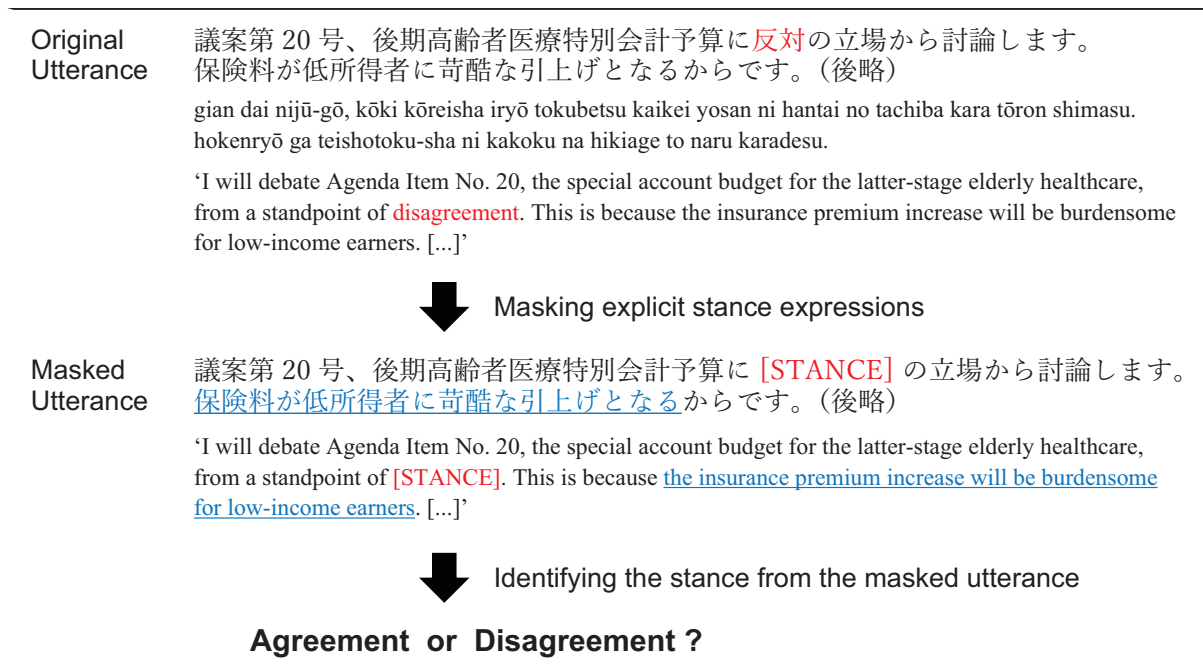 Original
Utterance
議案第 20 号、後期高齢者医療特別会計予算に反対の立場から討論します。
保険料が低所得者に苛酷な引上げとなるからです。（後略）
gian dai nijū-gō, kōki kōreisha iryō tokubetsu kaikei yosan ni hantai no tachiba kara tōron shimasu.
hokenryō ga teishotoku-sha ni kakoku na hikiage to naru karadesu.
‘I will debate Agenda Item No. 20, the special account budget for the latter-stage elderly healthcare,
from a standpoint of disagreement. This is because the insurance premium increase will be burdensome
for low-income earners. [...]’
Masking explicit stance expressions
Masked
Utterance
議案第 20 号、後期高齢者医療特別会計予算に [STANCE] の立場から討論します。
保険料が低所得者に苛酷な引上げとなるからです。（後略）
‘I will debate Agenda Item No. 20, the special account budget for the latter-stage elderly healthcare,
from a standpoint of [STANCE]. This is because the insurance premium increase will be burdensome
for low-income earners. [...]’
Identifying the stance from the masked utterance
Agreement or Disagreement ?